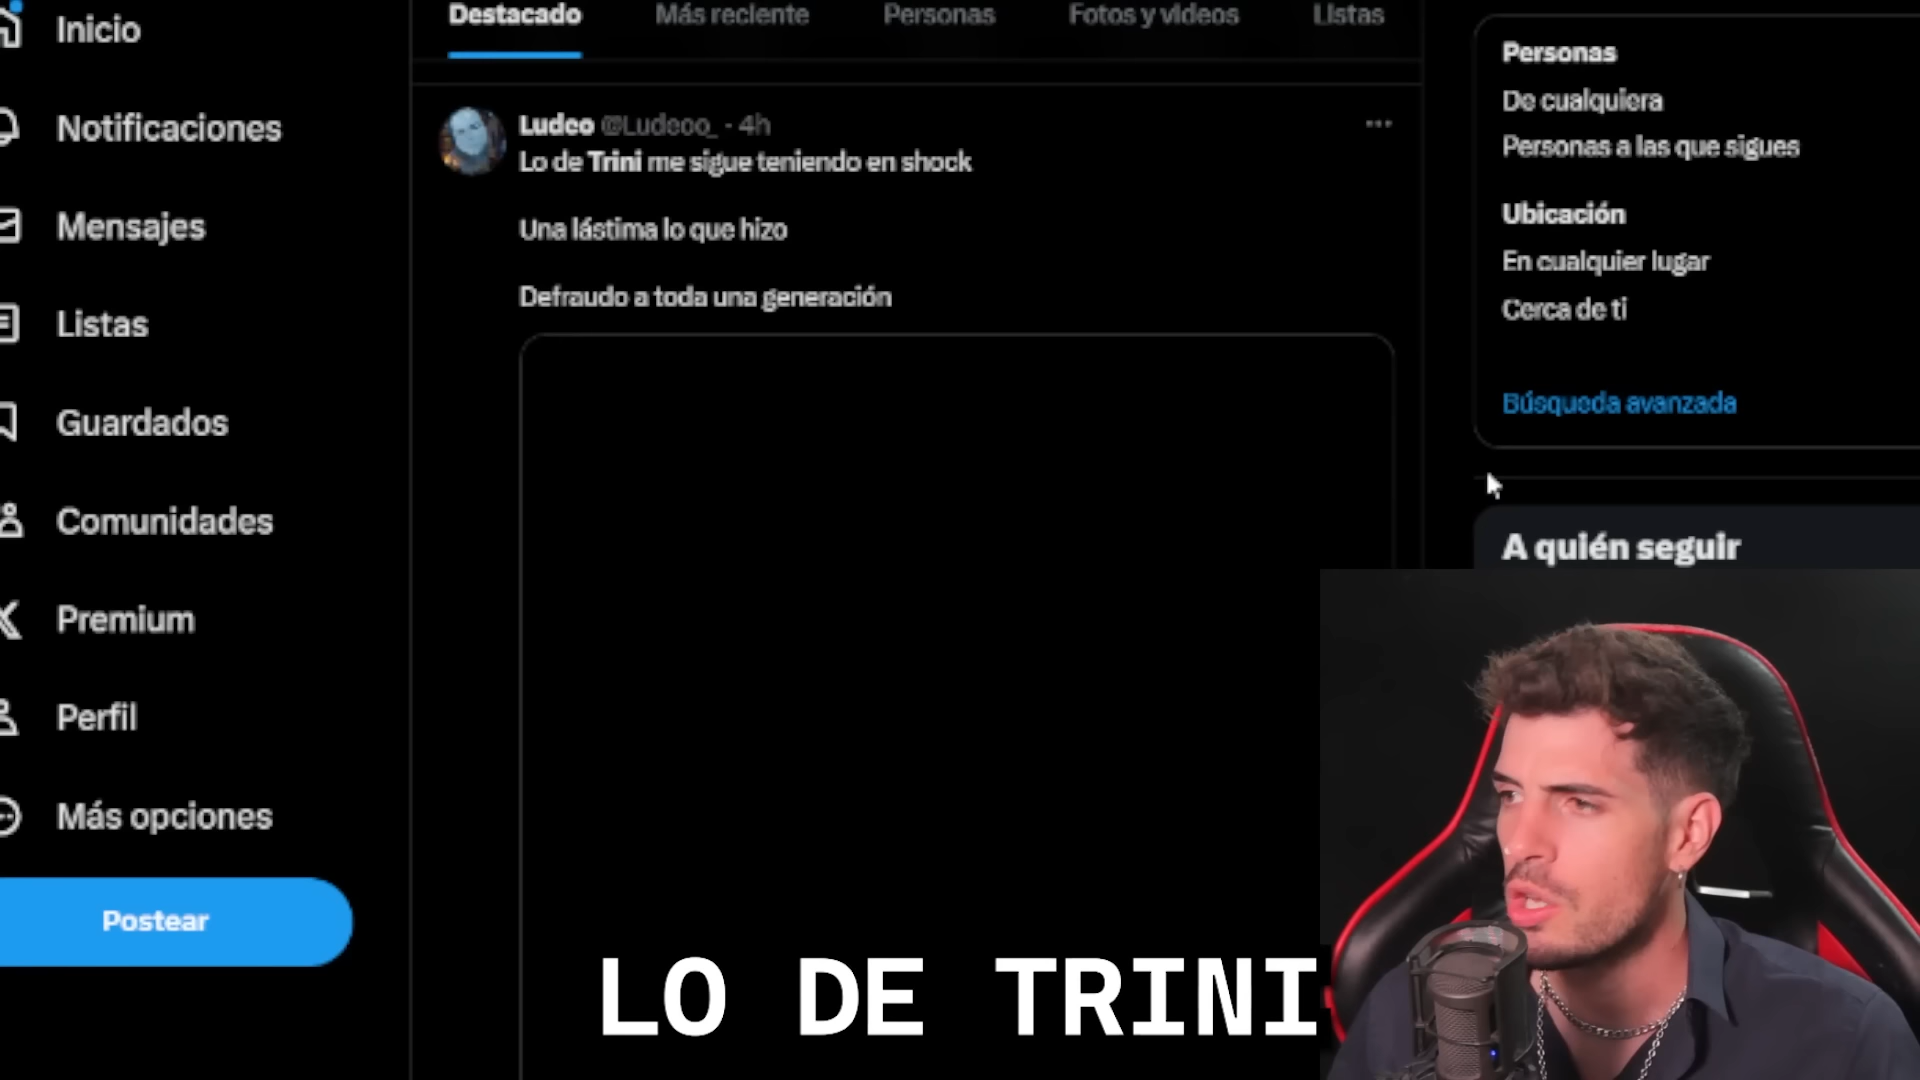 Inicio
Notificaciones
Mensajes
Listas
Guardados
Comunidades
Premium
Perfil
Más opciones
Postear
Destacado
Más reciente
Personas
Fotos y videos
Listas
Ludeo @Ludeoo_ · 4h
Lo de Trini me sigue teniendo en shock
Una lástima lo que hizo
Defraudo a toda una generación
Personas
De cualquiera
Personas a las que sigues
Ubicación
En cualquier lugar
Cerca de ti
Búsqueda avanzada
A quién seguir
LO DE TRINI